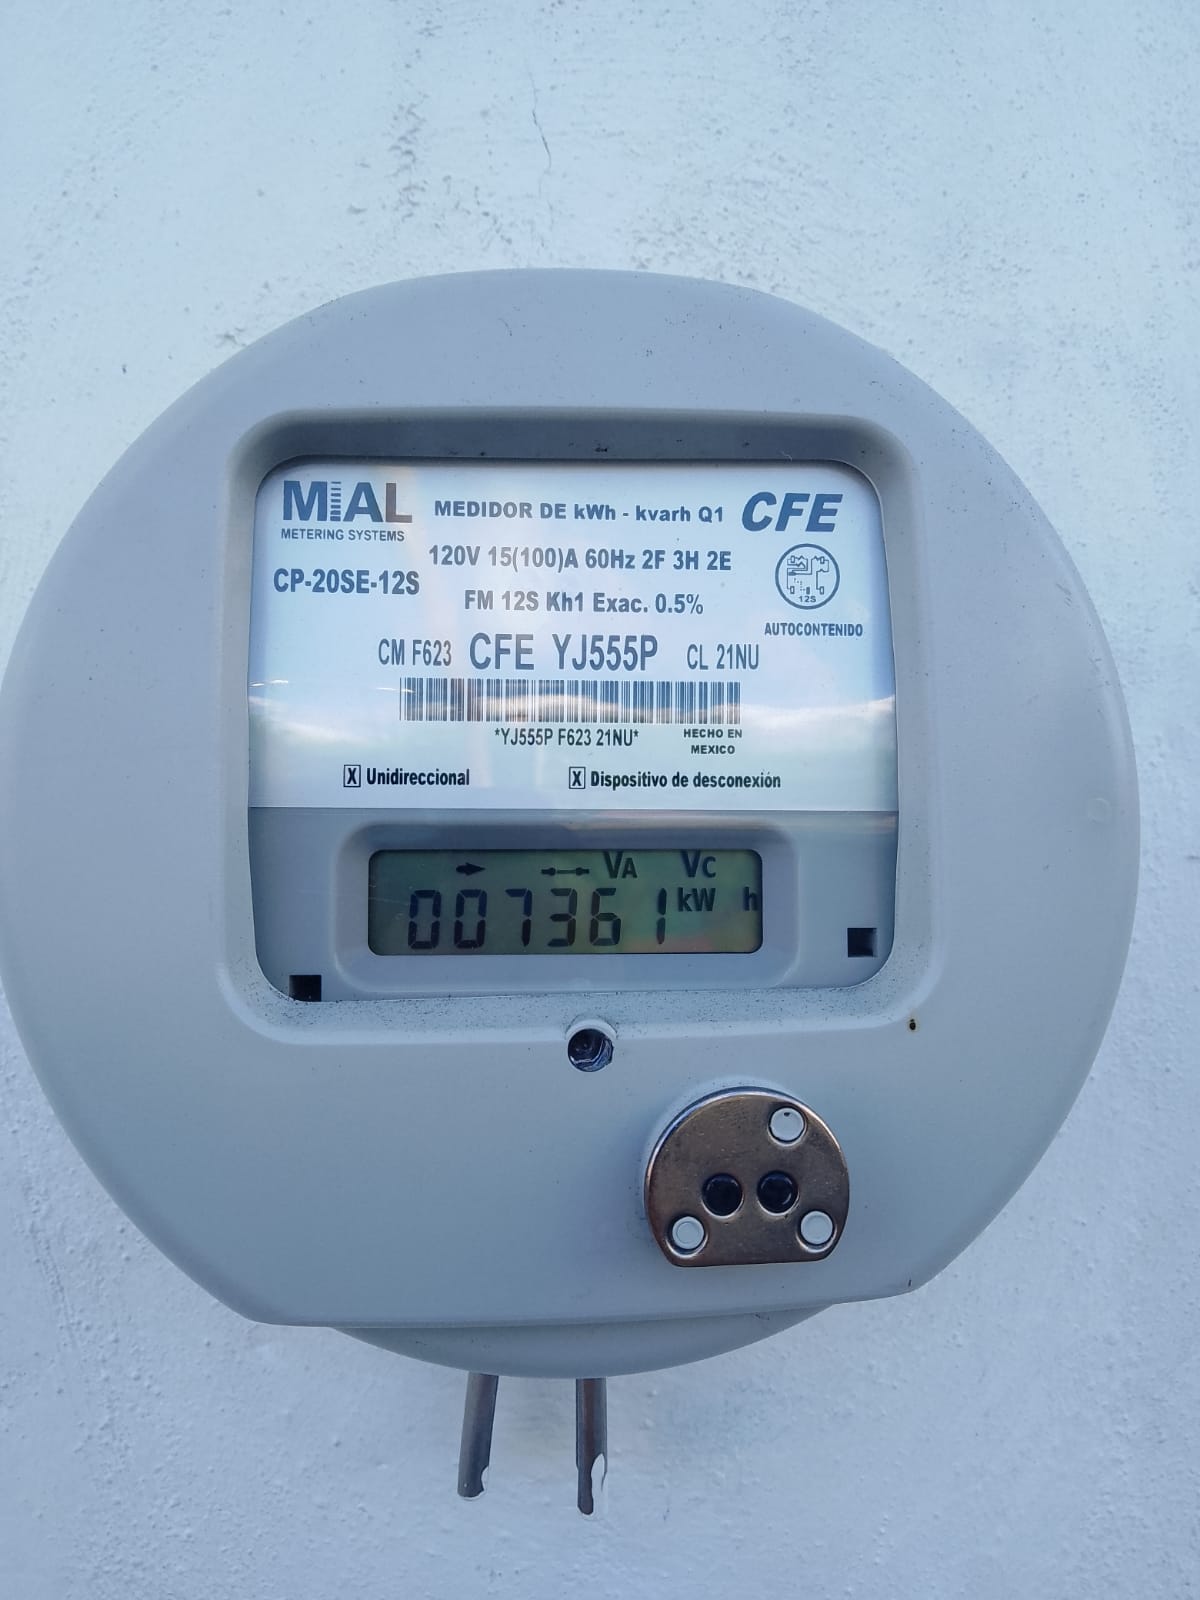 MIAL
METERING SYSTEMS
MEDIDOR DE kWh - kvarh Q1
CFE
120V 15(100)A 60Hz 2F 3H 2E
CP-20SE-12S
FM 12S Kh1 Exac. 0.5%
12S
AUTOCONTENIDO
CM F623 CFE YJ555P CL 21NU
*YJ555P F623 21NU*
HECHO EN
MEXICO
X Unidireccional
X Dispositivo de desconexión
VA VC
007361 kW h